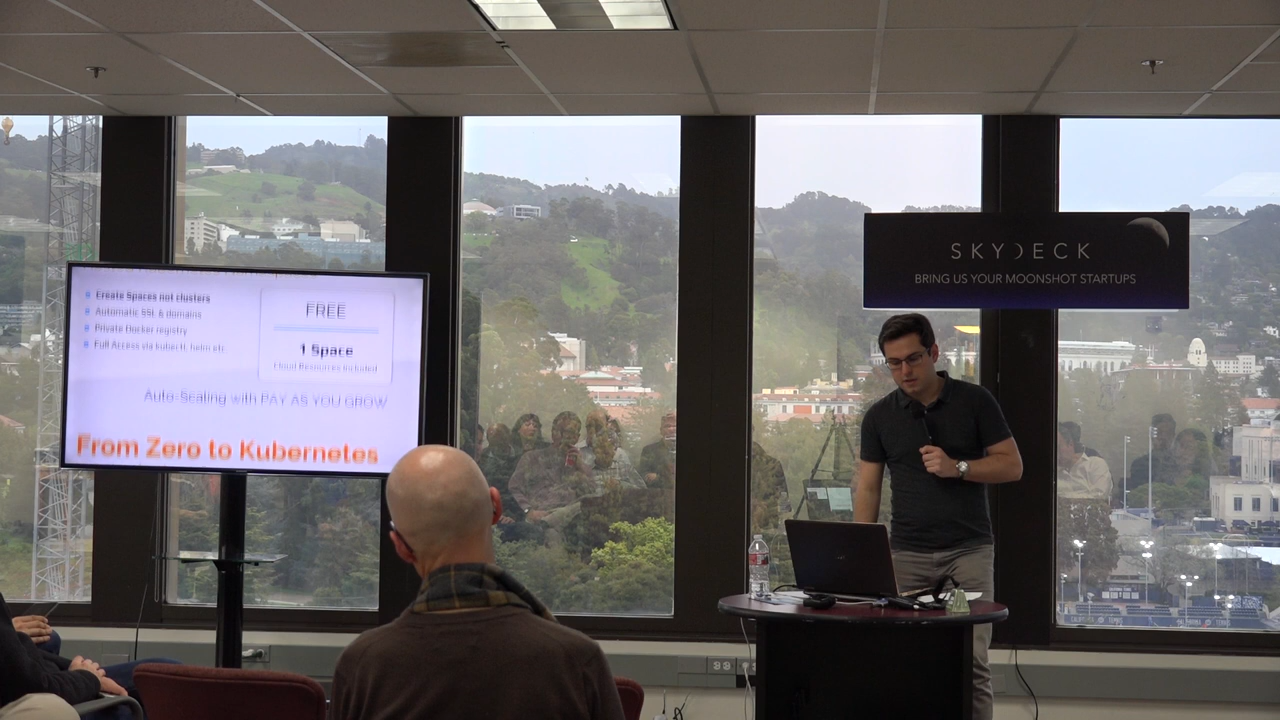 Create Spaces not clusters
Automatic SSL & domains
Private Docker registry
Full Access via kubectl, helm etc
FREE
1 Space
Cloud Resources Included
Auto-Scaling with PAY AS YOU GROW
From Zero to Kubernetes
SKYDECK
BRING US YOUR MOONSHOT STARTUPS